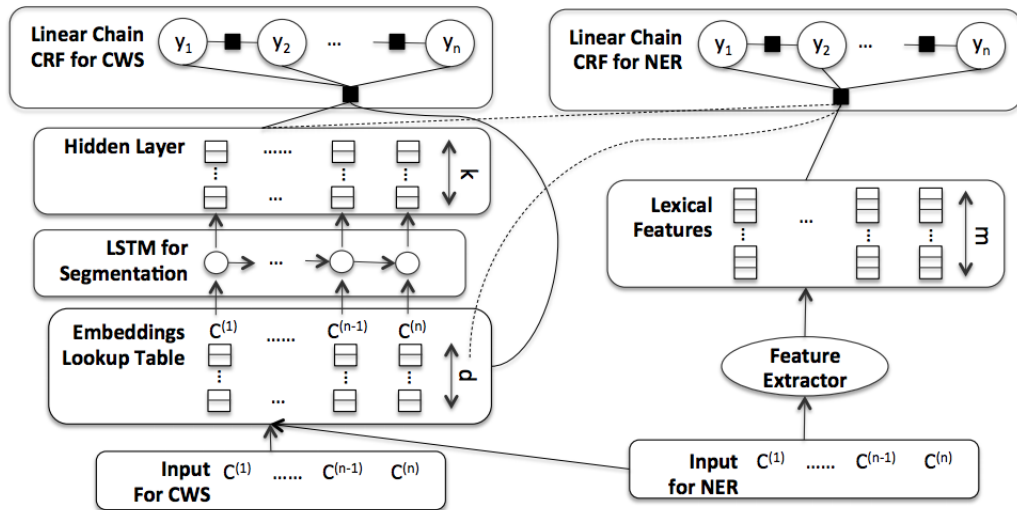 Linear Chain
CRF for CWS
y1 y2 ... yn
Linear Chain
CRF for NER
y1 y2 ... yn
Hidden Layer
......
...
k
LSTM for
Segmentation
...
Embeddings
Lookup Table
C(1) ...... C(n-1) C(n)
...
d
Input
For CWS
C(1) ...... C(n-1) C(n)
Lexical
Features
...
m
Feature
Extractor
Input
for NER
C(1) ...... C(n-1) C(n)